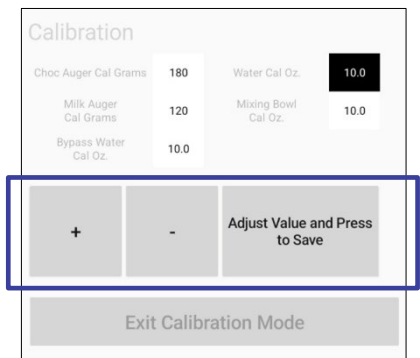 Calibration
Choc Auger Cal Grams 180 Water Cal Oz. 10.0
Milk Auger
Cal Grams 120
Mixing Bowl
Cal Oz. 10.0
Bypass Water
Cal Oz. 10.0
+ - Adjust Value and Press
to Save
Exit Calibration Mode